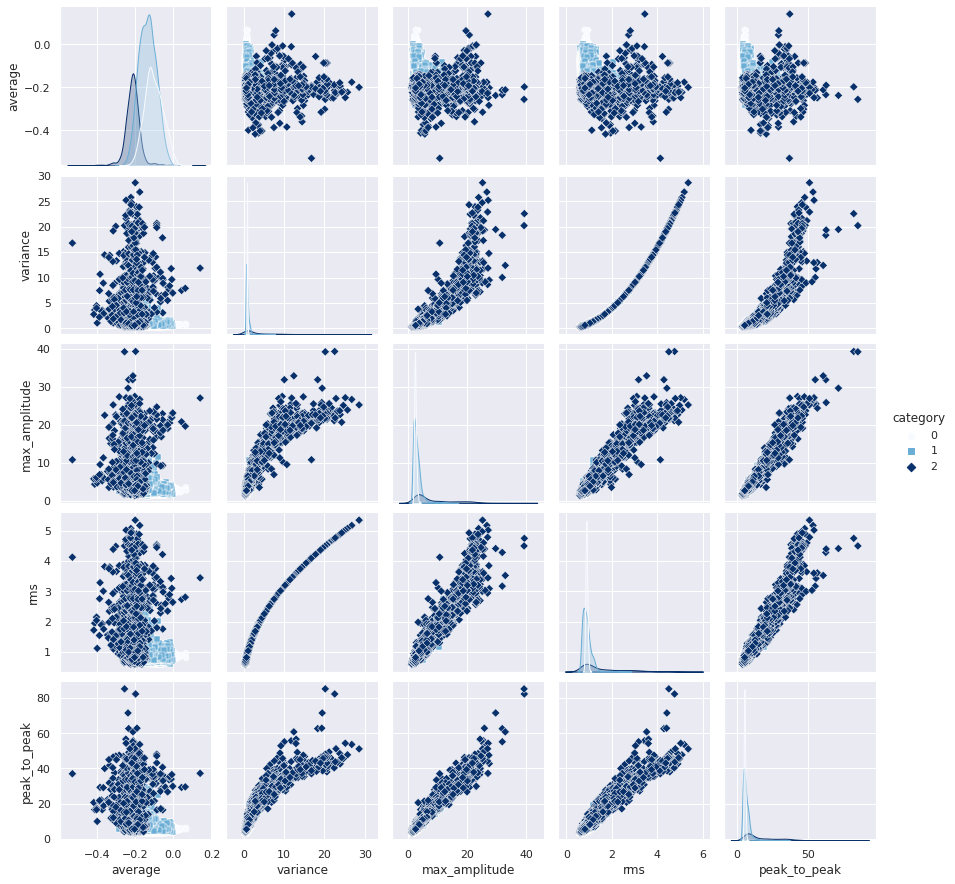 0.0
−0.2
−0.4
average
30
25
20
15
10
5
0
variance
40
30
20
10
0
max_amplitude
category
0
1
2
5
4
3
2
1
rms
80
60
40
20
0
peak_to_peak
−0.4 −0.2 0.0 0.2
0 10 20 30
0 20 40
0 2 4 6
0 50
average variance max_amplitude rms peak_to_peak